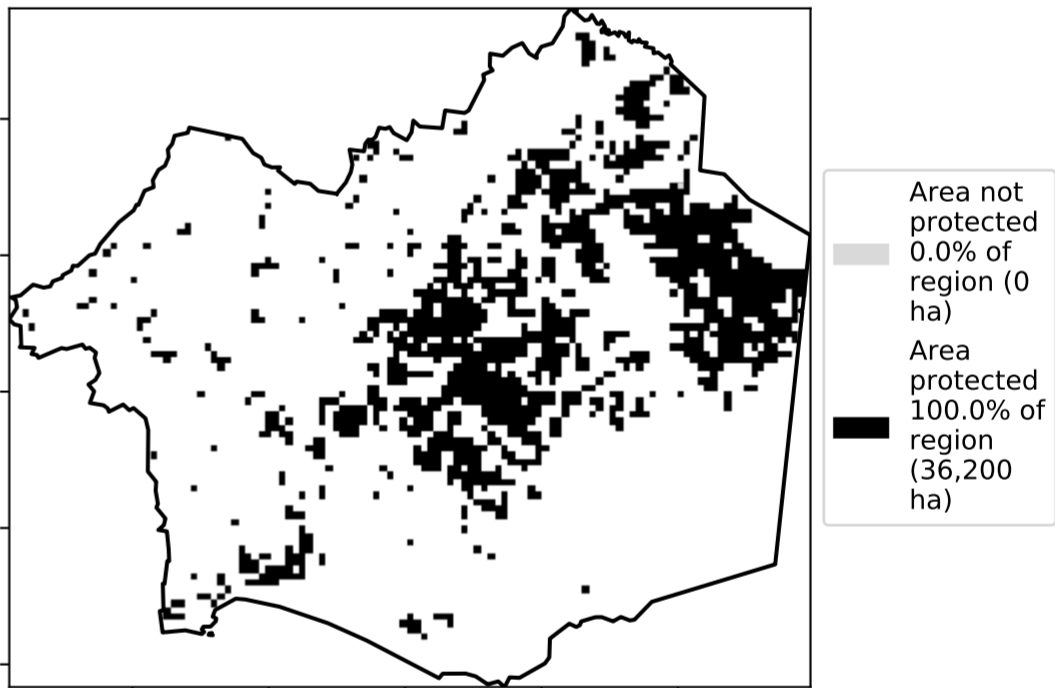 Area not
protected
0.0% of
region (0
ha)
Area
protected
100.0% of
region
(36,200
ha)